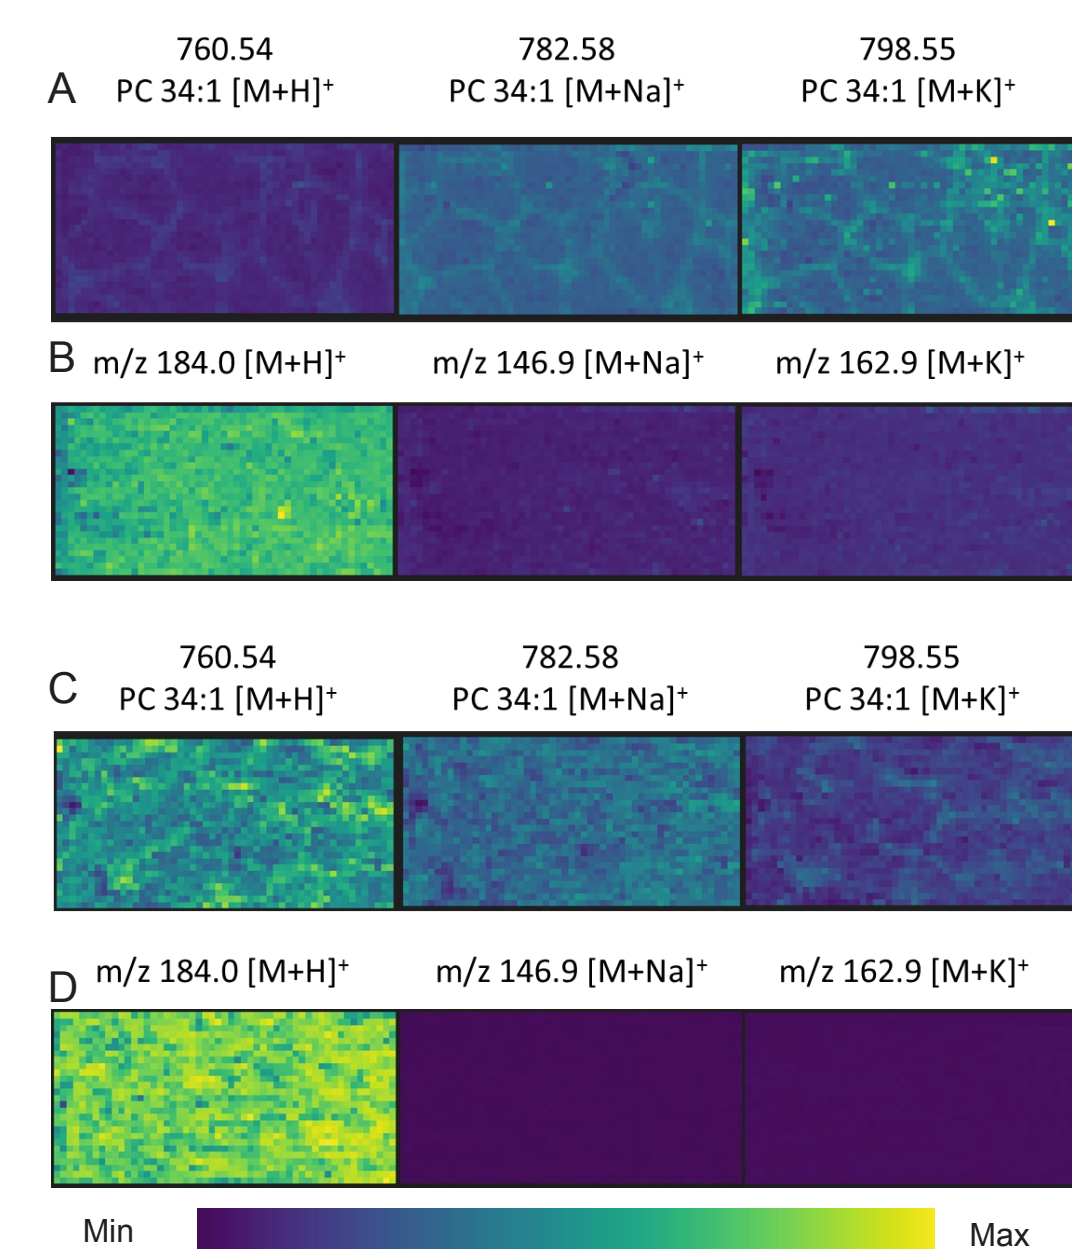 760.54 782.58 798.55
A PC 34:1 [M+H]⁺ PC 34:1 [M+Na]⁺ PC 34:1 [M+K]⁺
B m/z 184.0 [M+H]⁺ m/z 146.9 [M+Na]⁺ m/z 162.9 [M+K]⁺
760.54 782.58 798.55
C PC 34:1 [M+H]⁺ PC 34:1 [M+Na]⁺ PC 34:1 [M+K]⁺
D m/z 184.0 [M+H]⁺ m/z 146.9 [M+Na]⁺ m/z 162.9 [M+K]⁺
Min Max